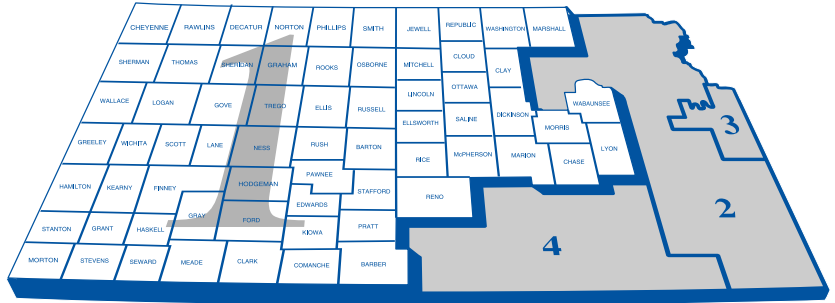 CHEYENNE RAWLINS DECATUR NORTON PHILLIPS SMITH JEWELL REPUBLIC WASHINGTON MARSHALL
SHERMAN THOMAS SHERIDAN GRAHAM ROOKS OSBORNE MITCHELL CLOUD CLAY
WALLACE LOGAN GOVE TREGO ELLIS RUSSELL LINCOLN OTTAWA WABAUNSEE
GREELEY WICHITA SCOTT LANE NESS RUSH BARTON ELLSWORTH SALINE DICKINSON MORRIS 3
HAMILTON KEARNY FINNEY HODGEMAN PAWNEE STAFFORD RICE McPHERSON MARION CHASE LYON
1
GRAY FORD EDWARDS RENO 2
STANTON GRANT HASKELL KIOWA PRATT 4
MORTON STEVENS SEWARD MEADE CLARK COMANCHE BARBER